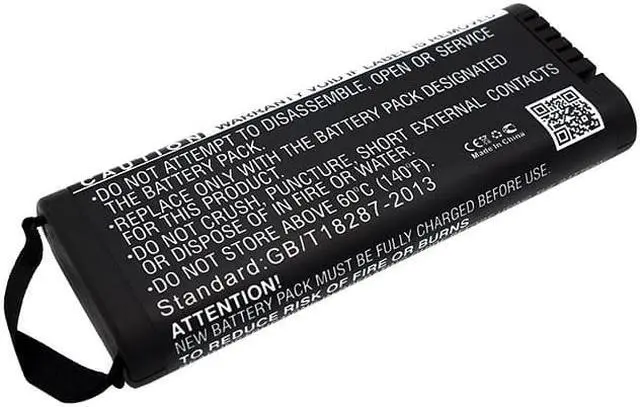 CAUTION!
WARRANTY VOID IF LABEL IS REMOVED
•DO NOT ATTEMPT TO DISASSEMBLE, OPEN OR SERVICE
THE BATTERY PACK.
•REPLACE ONLY WITH THE BATTERY PACK DESIGNATED
FOR THIS PRODUCT.
•DO NOT CRUSH, PUNCTURE, SHORT EXTERNAL CONTACTS
OR DISPOSE OF IN FIRE OR WATER.
•DO NOT STORE ABOVE 60°C (140°F).
Standard:GB/T18287-2013
CE
Made In China
ATTENTION!
NEW BATTERY PACK MUST BE FULLY CHARGED BEFORE USE.
TO REDUCE RISK OF FIRE OR BURNS